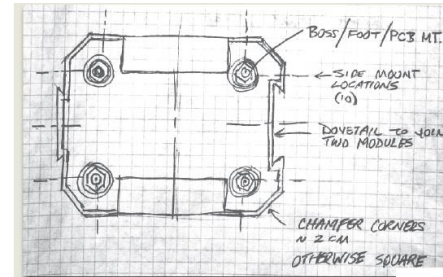 BOSS/FOOT/PCB MT.
SIDE MOUNT
LOCATIONS
(10)
DOVETAIL TO JOIN
TWO MODULES
CHAMFER CORNERS
~ 2 CM
OTHERWISE SQUARE